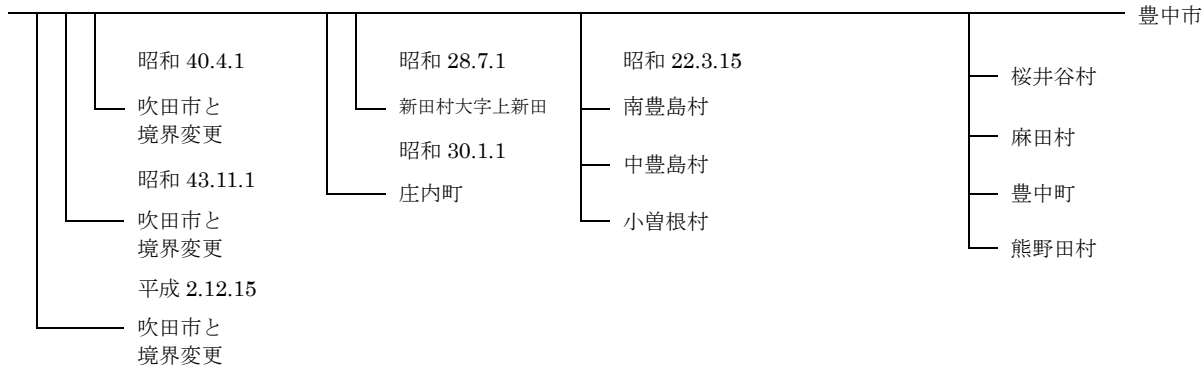 豊中市
昭和 40.4.1
吹田市と
境界変更
昭和 43.11.1
吹田市と
境界変更
平成 2.12.15
吹田市と
境界変更
昭和 28.7.1
新田村大字上新田
昭和 30.1.1
庄内町
昭和 22.3.15
南豊島村
中豊島村
小曽根村
桜井谷村
麻田村
豊中町
熊野田村